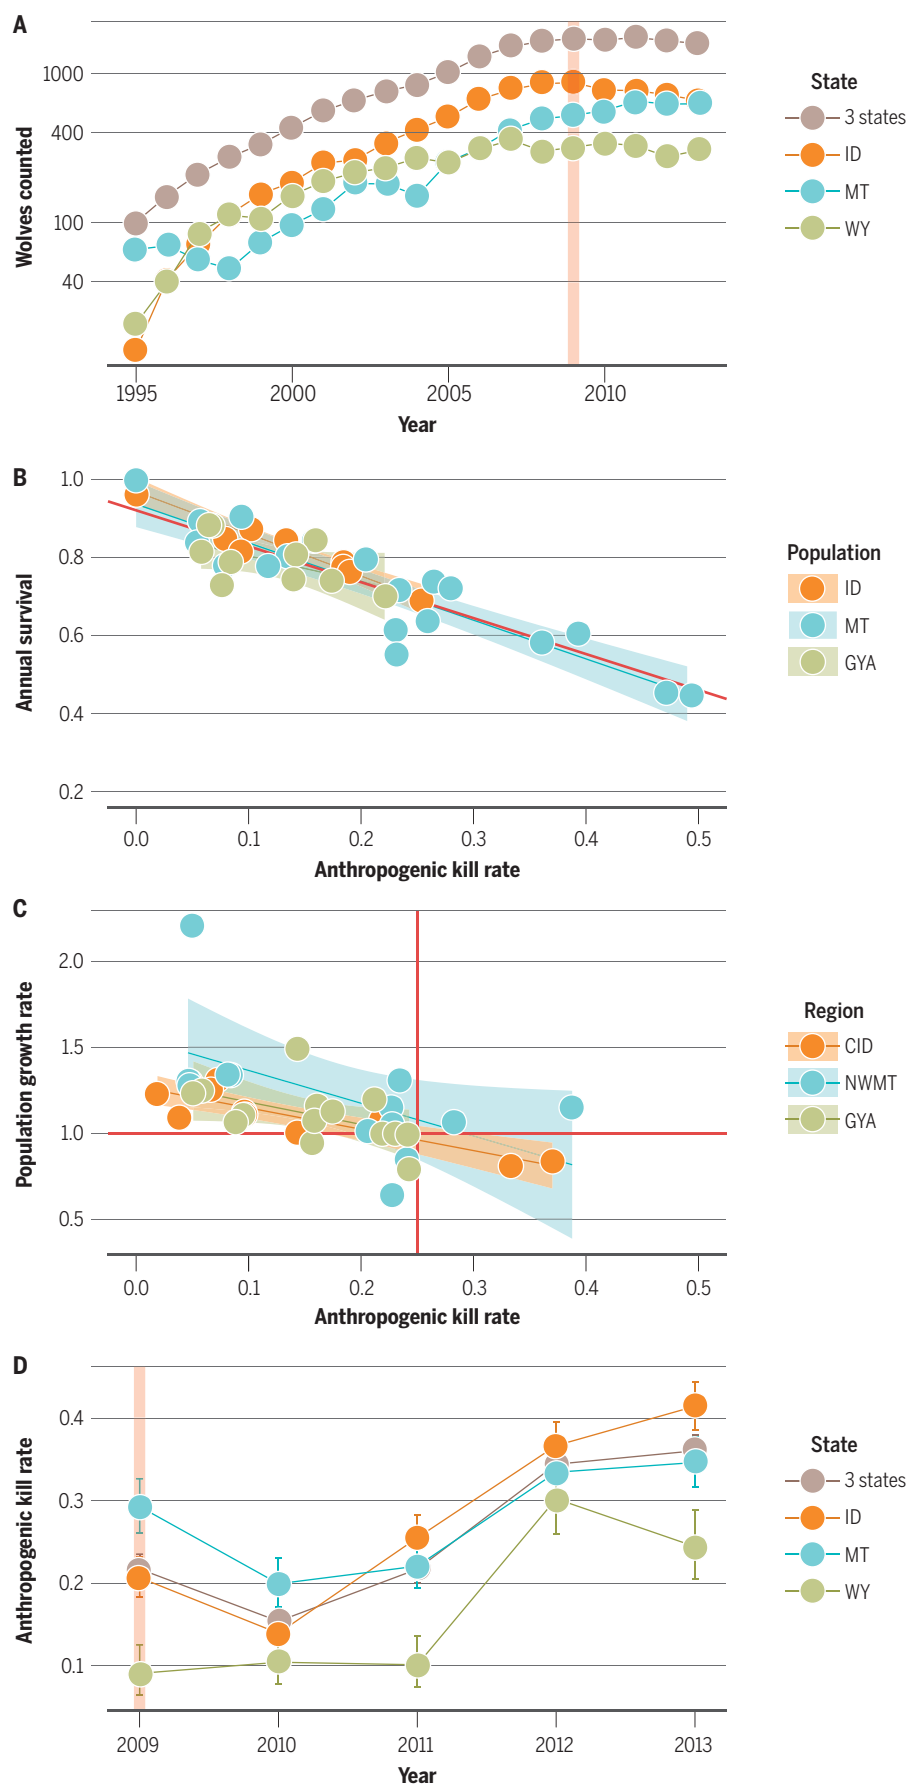 A
1000
400
100
40
Wolves counted
1995
2000
2005
2010
Year
State
3 states
ID
MT
WY
B
1.0
0.8
0.6
0.4
0.2
Annual survival
0.0
0.1
0.2
0.3
0.4
0.5
Anthropogenic kill rate
Population
ID
MT
GYA
C
2.0
1.5
1.0
0.5
Population growth rate
0.0
0.1
0.2
0.3
0.4
0.5
Anthropogenic kill rate
Region
CID
NWMT
GYA
D
0.4
0.3
0.2
0.1
Anthropogenic kill rate
2009
2010
2011
2012
2013
Year
State
3 states
ID
MT
WY